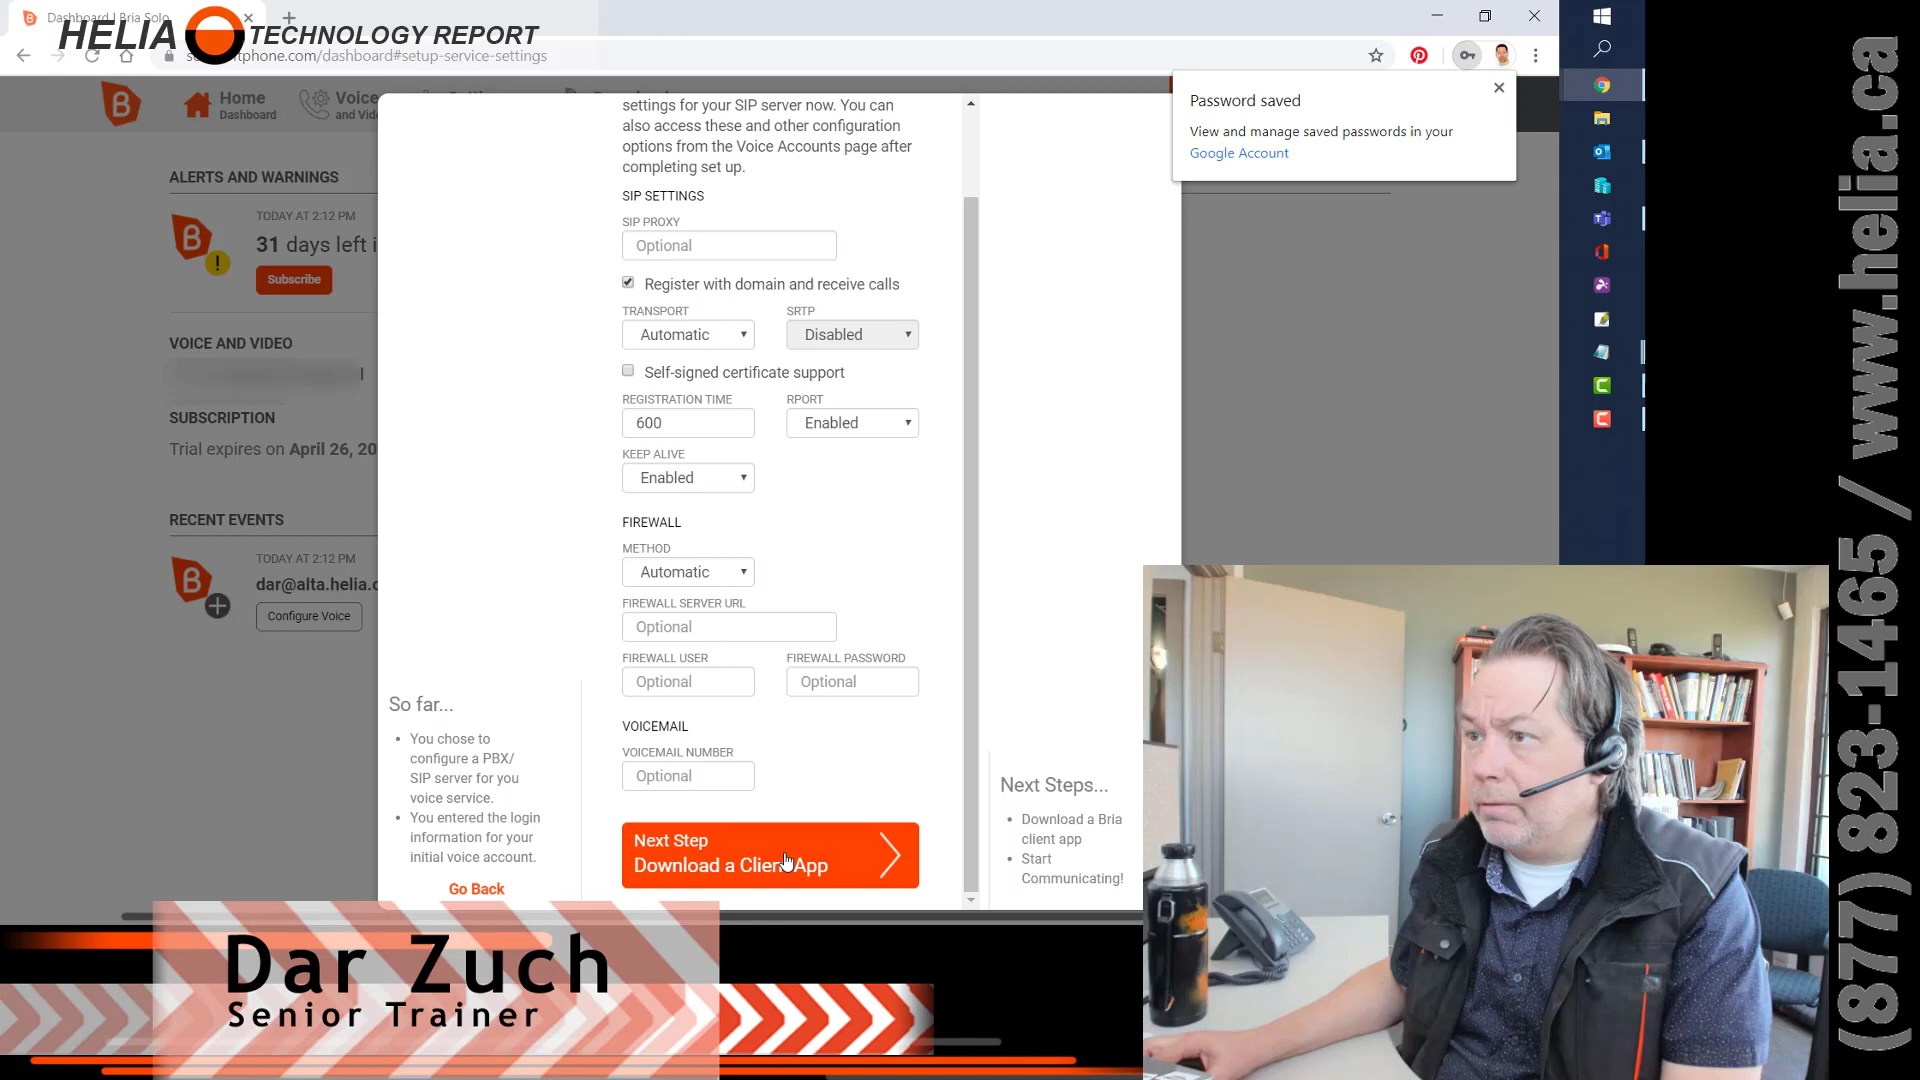 Dashboard | Bria Solo
HELIA TECHNOLOGY REPORT
phone.com/dashboard#setup-service-settings
Password saved
View and manage saved passwords in your
Google Account
Home
Dashboard
Voice
and Vid
ALERTS AND WARNINGS
TODAY AT 2:12 PM
31 days left i
Subscribe
VOICE AND VIDEO
SUBSCRIPTION
Trial expires on April 26, 20
RECENT EVENTS
TODAY AT 2:12 PM
dar@alta.helia.c
Configure Voice
settings for your SIP server now. You can
also access these and other configuration
options from the Voice Accounts page after
completing set up.
SIP SETTINGS
SIP PROXY
Optional
Register with domain and receive calls
TRANSPORT
SRTP
Automatic
Disabled
Self-signed certificate support
REGISTRATION TIME
RPORT
600
Enabled
KEEP ALIVE
Enabled
FIREWALL
METHOD
Automatic
FIREWALL SERVER URL
Optional
FIREWALL USER
FIREWALL PASSWORD
Optional
Optional
VOICEMAIL
VOICEMAIL NUMBER
Optional
Next Step
Download a Client App
So far...
You chose to
configure a PBX/
SIP server for you
voice service.
You entered the login
information for your
initial voice account.
Go Back
Next Steps...
Download a Bria
client app
Start
Communicating!
Dar Zuch
Senior Trainer
(877) 823-1465 / www.helia.ca